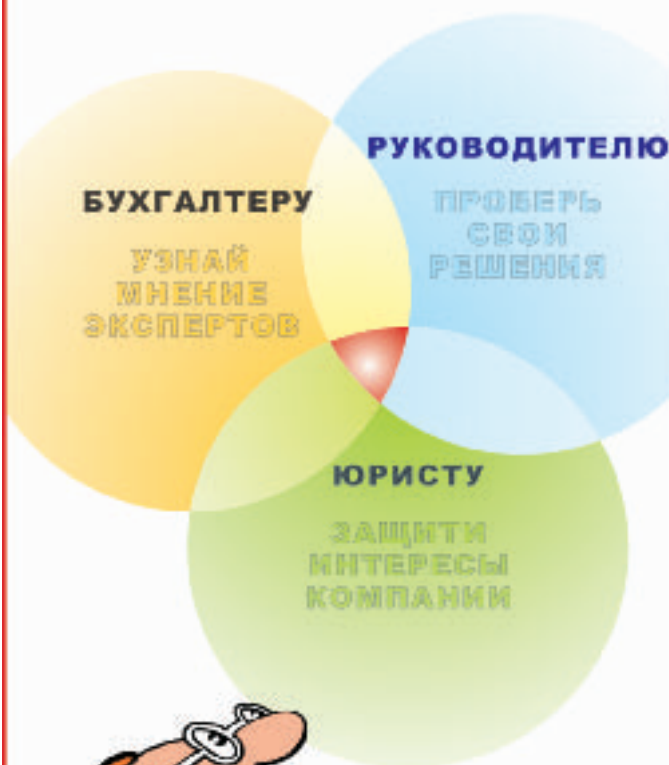 РУКОВОДИТЕЛЮ
ПРОВЕРЬ
СВОИ
РЕШЕНИЯ
БУХГАЛТЕРУ
УЗНАЙ
МНЕНИЕ
ЭКСПЕРТОВ
ЮРИСТУ
ЗАЩИТИ
ИНТЕРЕСЫ
КОМПАНИИ